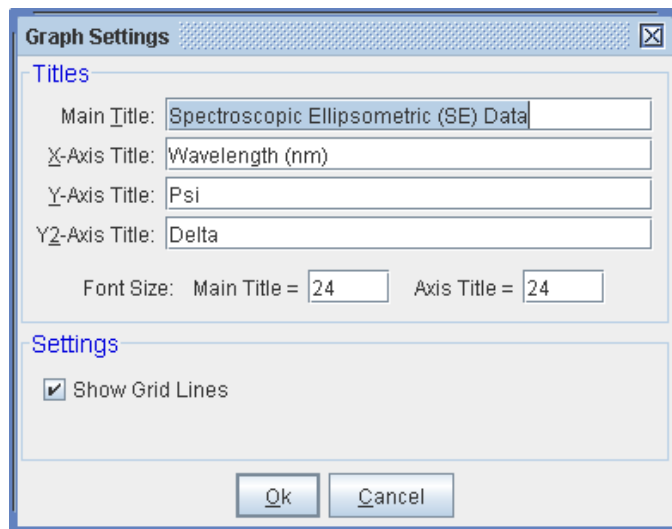 Graph Settings
Titles
Main Title: Spectroscopic Ellipsometric (SE) Data
X-Axis Title: Wavelength (nm)
Y-Axis Title: Psi
Y2-Axis Title: Delta
Font Size: Main Title = 24 Axis Title = 24
Settings
Show Grid Lines
Ok Cancel